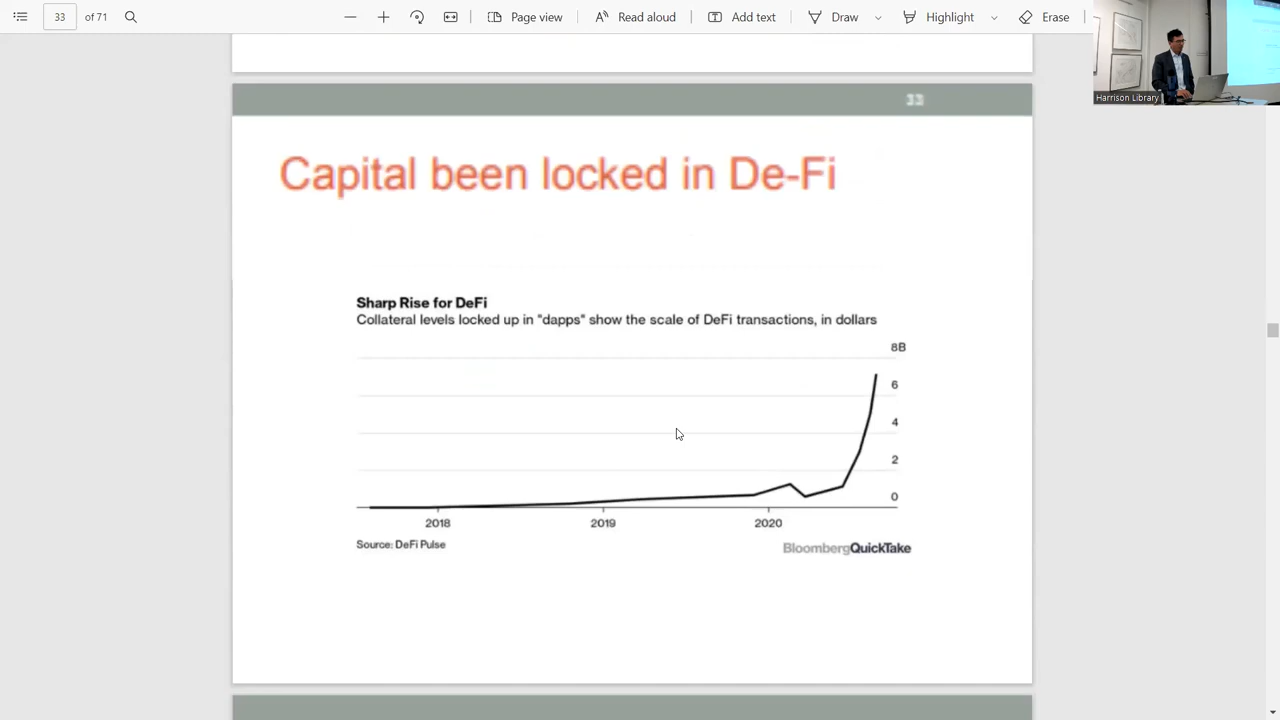 33 of 71 Page view Read aloud Add text Draw Highlight Erase
Harrison Library
33
Capital been locked in De-Fi
Sharp Rise for DeFi
Collateral levels locked up in "dapps" show the scale of DeFi transactions, in dollars
8B
6
4
2
0
2018 2019 2020
Source: DeFi Pulse
BloombergQuickTake